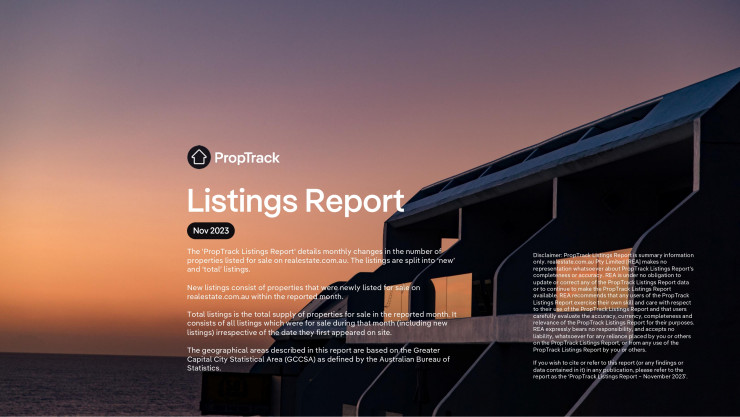 PropTrack
Listings Report
Nov 2023
The 'PropTrack Listings Report' details monthly changes in the number of
properties listed for sale on realestate.com.au. The listings are split into 'new'
and 'total' listings.
New listings consist of properties that were newly listed for sale on
realestate.com.au within the reported month.
Total listings is the total supply of properties for sale in the reported month. It
consists of all listings which were for sale during that month (including new
listings) irrespective of the date they first appeared on site.
The geographical areas described in this report are based on the Greater
Capital City Statistical Area (GCCSA) as defined by the Australian Bureau of
Statistics.
Disclaimer: PropTrack Listings Report is summary information
only. realestate.com.au Pty Limited (REA) makes no
representation whatsoever about PropTrack Listings Report's
completeness or accuracy. REA is under no obligation to
update or correct any of the PropTrack Listings Report data
or to continue to make the PropTrack Listings Report
available. REA recommends that any users of the PropTrack
Listings Report exercise their own skill and care with respect
to their use of the PropTrack Listings Report and that users
carefully evaluate the accuracy, currency, completeness and
relevance of the PropTrack Listings Report for their purposes.
REA expressly bears no responsibility, and accepts no
liability, whatsoever for any reliance placed by you or others
on the PropTrack Listings Report, or from any use of the
PropTrack Listings Report by you or others.
If you wish to cite or refer to this report (or any findings or
data contained in it) in any publication, please refer to the
report as the 'PropTrack Listings Report – November 2023'.